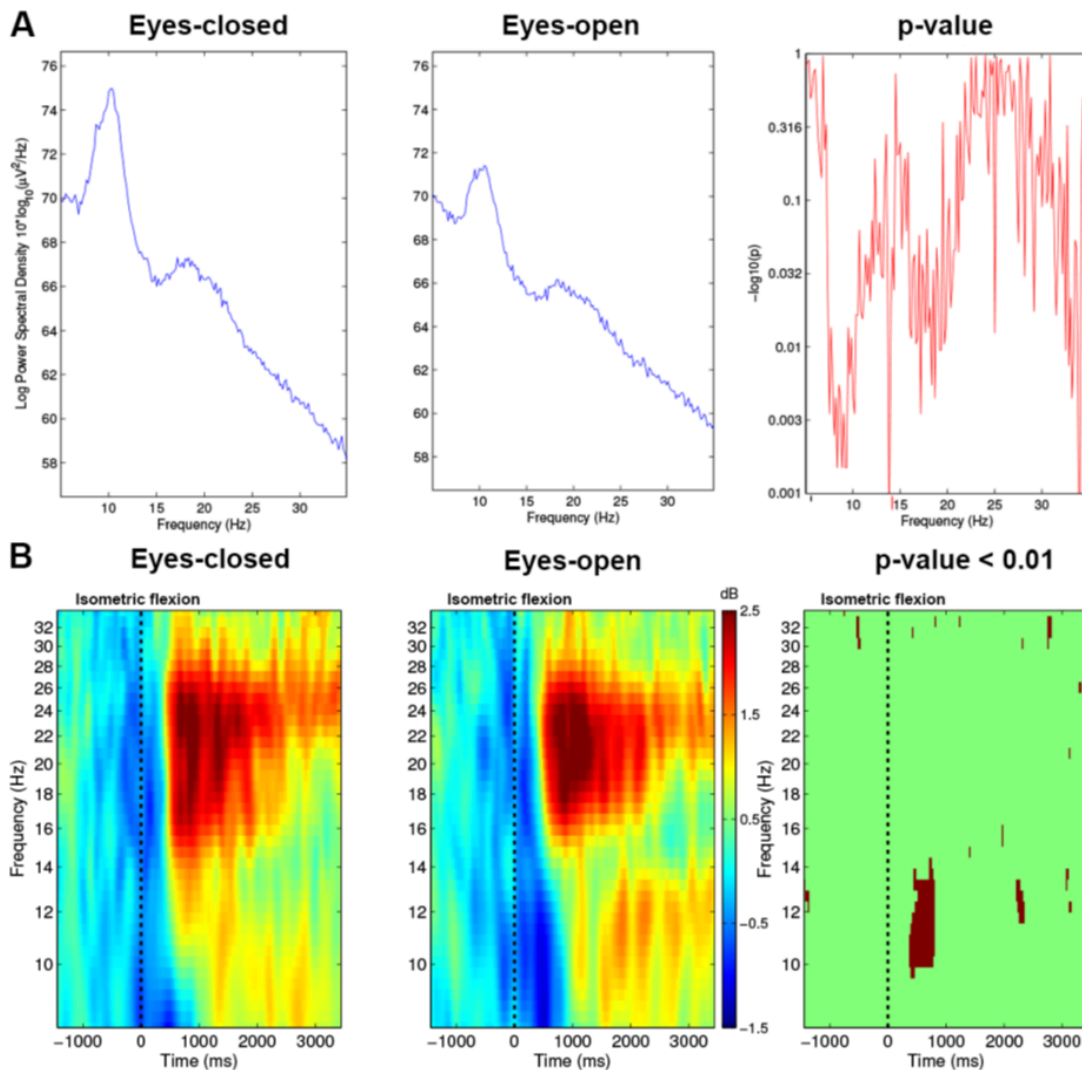 A
Eyes-closed
Eyes-open
p-value
76
74
72
70
68
66
64
62
60
58
Log Power Spectral Density 10*log₁₀(µV²/Hz)
10 15 20 25 30
Frequency (Hz)
76
74
72
70
68
66
64
62
60
58
10 15 20 25 30
Frequency (Hz)
1
0.316
0.1
0.032
0.01
0.003
0.001
−log10(p)
10 15 20 25 30
Frequency (Hz)
B
Eyes-closed
Eyes-open
p-value < 0.01
Isometric flexion
32
30
28
26
24
22
20
18
16
14
12
10
Frequency (Hz)
−1000 0 1000 2000 3000
Time (ms)
Isometric flexion
32
30
28
26
24
22
20
18
16
14
12
10
−1000 0 1000 2000 3000
Time (ms)
dB
2.5
1.5
0.5
−0.5
−1.5
Isometric flexion
32
30
28
26
24
22
20
18
16
14
12
10
Frequency (Hz)
−1000 0 1000 2000 3000
Time (ms)